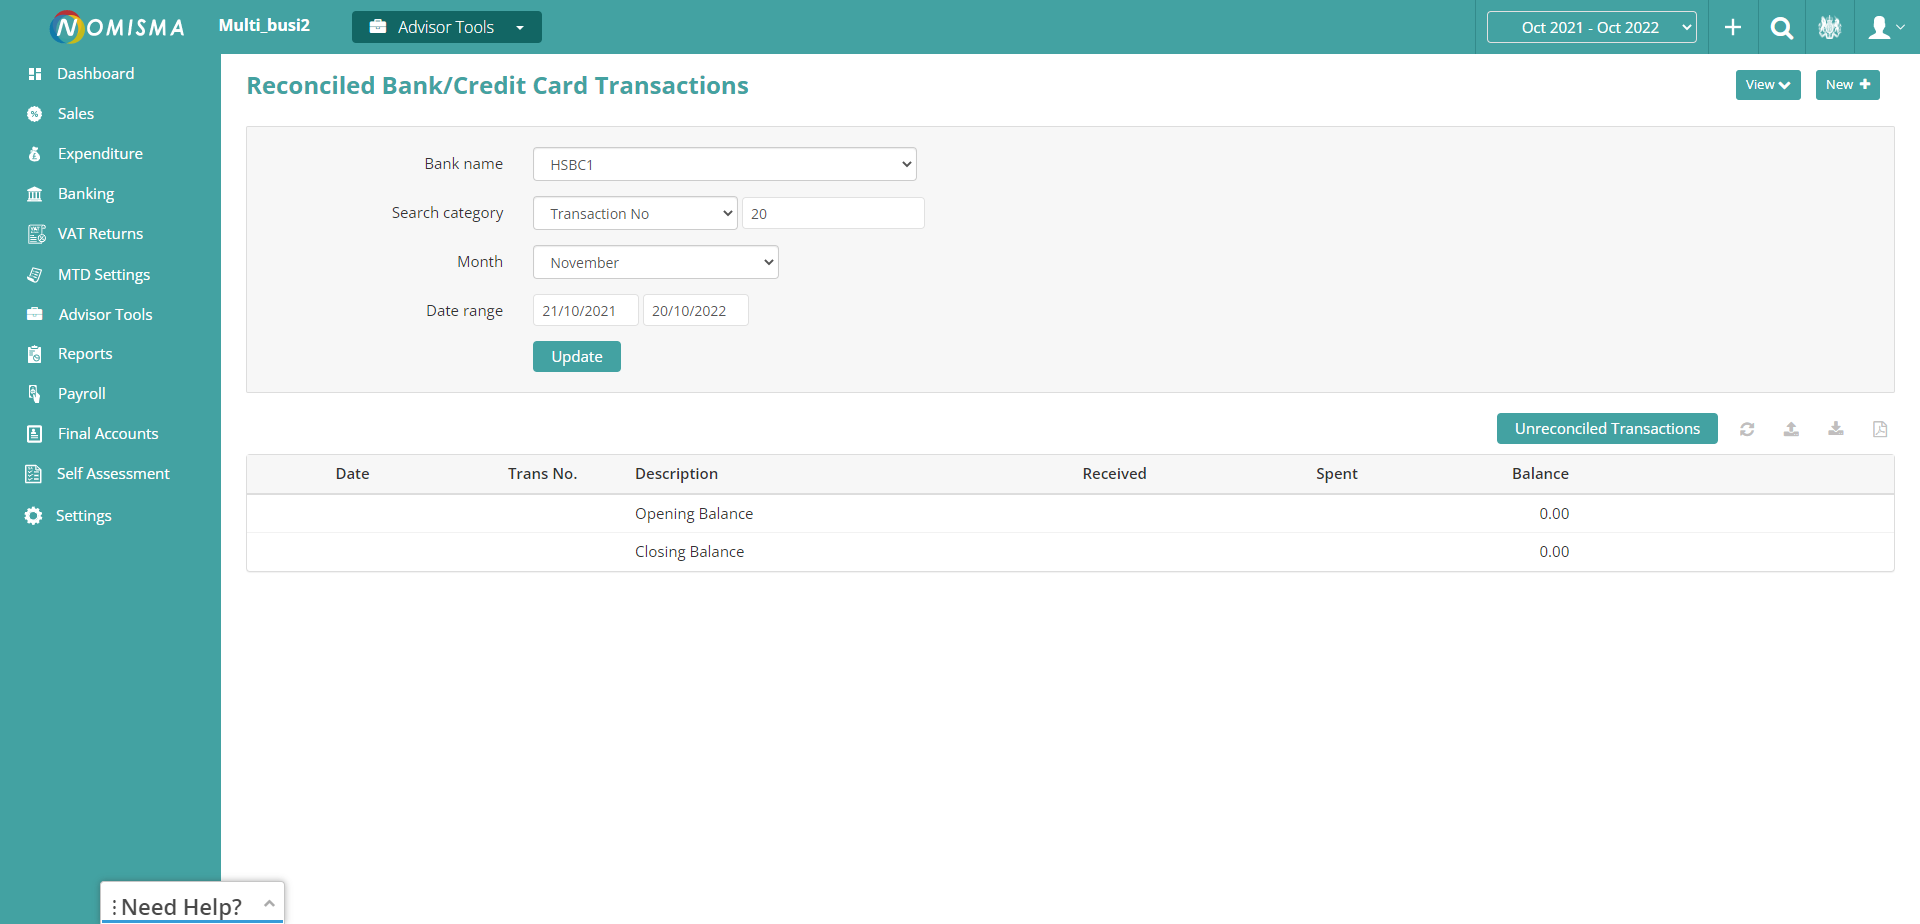 NOMISMA
Multi_busi2
Advisor Tools
Oct 2021 - Oct 2022
Dashboard
Sales
Expenditure
Banking
VAT Returns
MTD Settings
Advisor Tools
Reports
Payroll
Final Accounts
Self Assessment
Settings
Reconciled Bank/Credit Card Transactions
View
New
Bank name HSBC1
Search category Transaction No 20
Month November
Date range 21/10/2021 20/10/2022
Update
Unreconciled Transactions
Date Trans No. Description Received Spent Balance
Opening Balance 0.00
Closing Balance 0.00
Need Help?